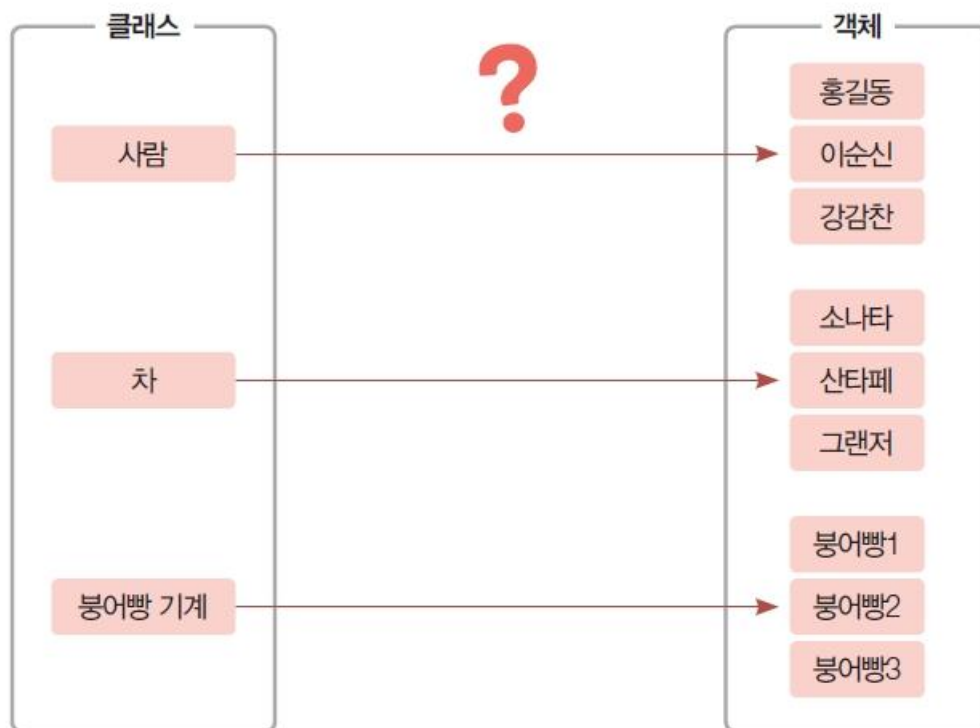 클래스
객체
?
홍길동
사람
이순신
강감찬
소나타
차
산타페
그랜저
붕어빵1
붕어빵 기계
붕어빵2
붕어빵3